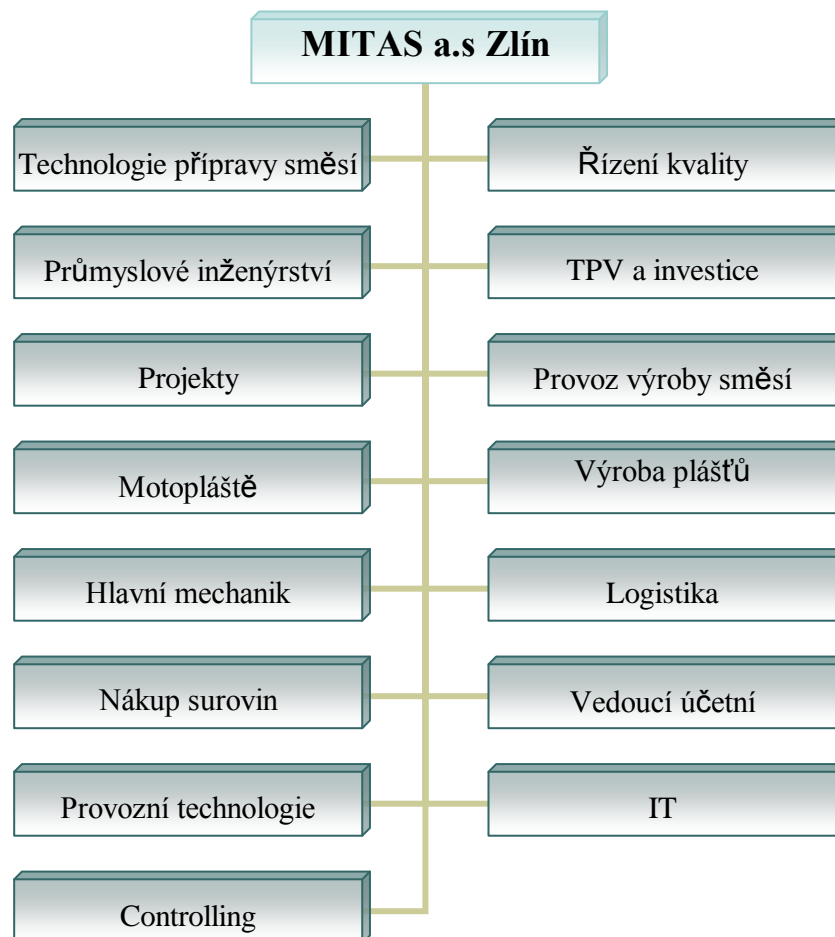 MITAS a.s Zlín
Technologie přípravy směsí
Řízení kvality
Průmyslové inženýrství
TPV a investice
Projekty
Provoz výroby směsí
Motopláště
Výroba plášťů
Hlavní mechanik
Logistika
Nákup surovin
Vedoucí účetní
Provozní technologie
IT
Controlling